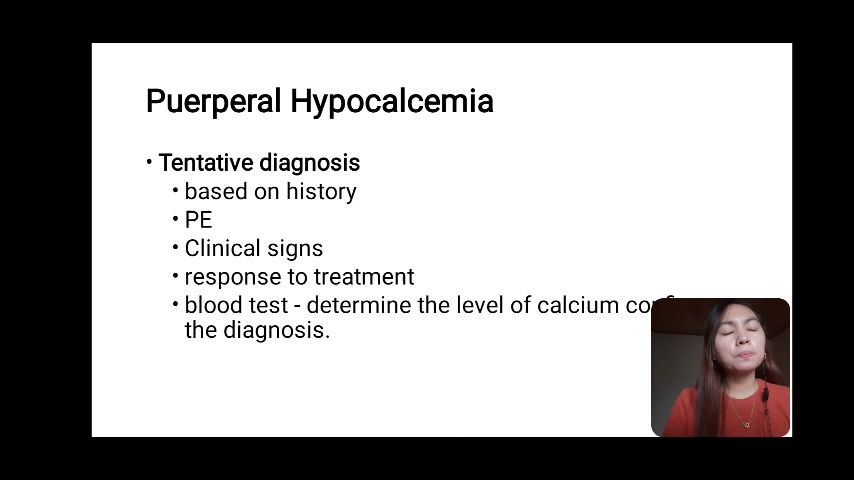 Puerperal Hypocalcemia
• Tentative diagnosis
• based on history
• PE
• Clinical signs
• response to treatment
• blood test - determine the level of calcium
the diagnosis.